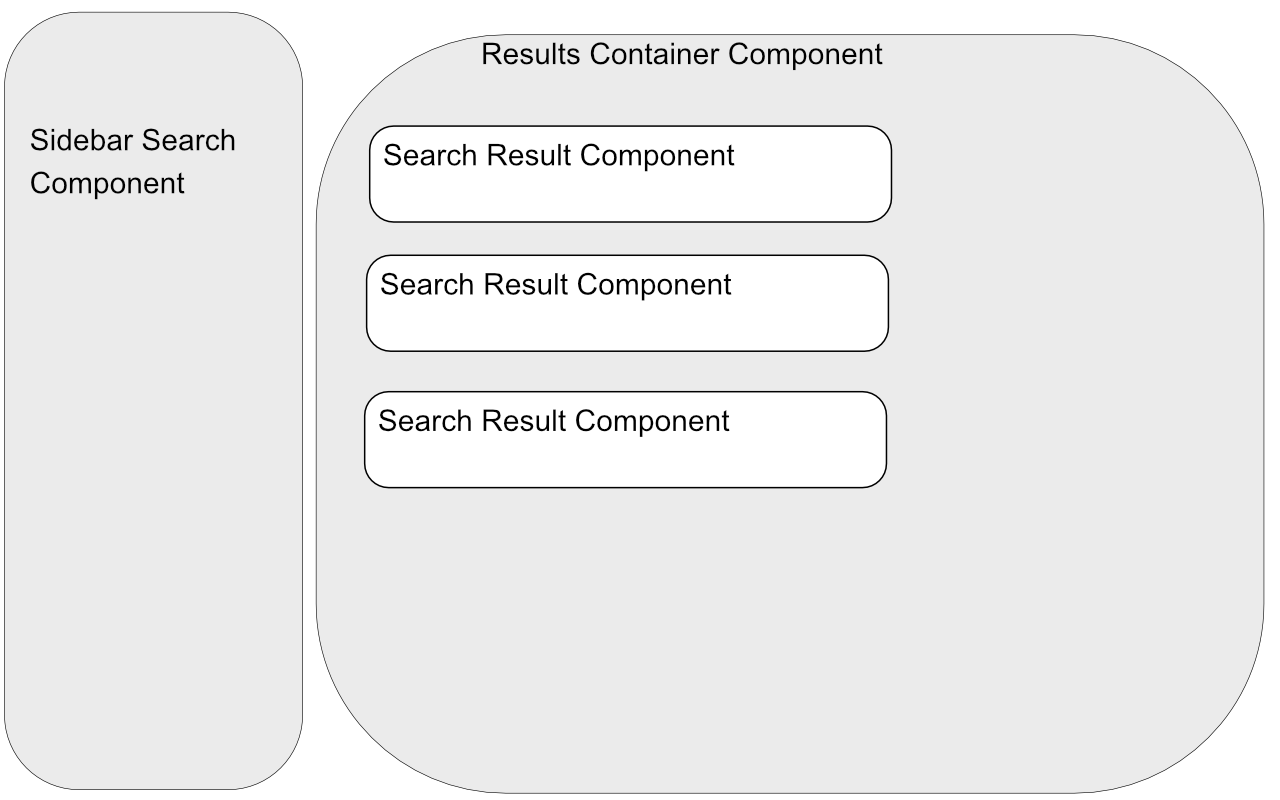 Sidebar Search
Component
Results Container Component
Search Result Component
Search Result Component
Search Result Component